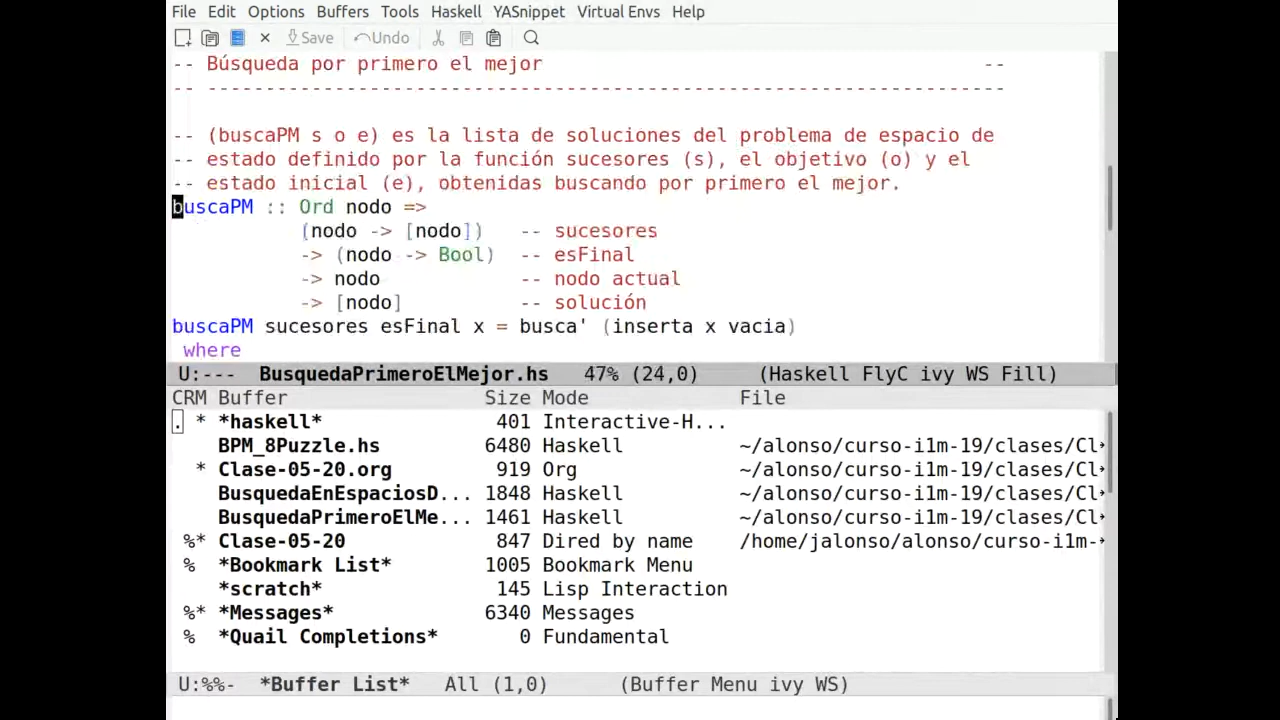 File Edit Options Buffers Tools Haskell YASnippet Virtual Envs Help
Save Undo
-- Búsqueda por primero el mejor --
-- ---------------------------------------------------------------------
-- (buscaPM s o e) es la lista de soluciones del problema de espacio de
-- estado definido por la función sucesores (s), el objetivo (o) y el
-- estado inicial (e), obtenidas buscando por primero el mejor.
buscaPM :: Ord nodo =>
(nodo -> [nodo]) -- sucesores
-> (nodo -> Bool) -- esFinal
-> nodo -- nodo actual
-> [nodo] -- solución
buscaPM sucesores esFinal x = busca' (inserta x vacia)
where
U:--- BusquedaPrimeroElMejor.hs 47% (24,0) (Haskell FlyC ivy WS Fill)
CRM Buffer Size Mode File
. * *haskell* 401 Interactive-H...
BPM_8Puzzle.hs 6480 Haskell ~/alonso/curso-i1m-19/clases/Cl
* Clase-05-20.org 919 Org ~/alonso/curso-i1m-19/clases/Cl
BusquedaEnEspaciosD... 1848 Haskell ~/alonso/curso-i1m-19/clases/Cl
BusquedaPrimeroElMe... 1461 Haskell ~/alonso/curso-i1m-19/clases/Cl
%* Clase-05-20 847 Dired by name /home/jalonso/alonso/curso-i1m-
% *Bookmark List* 1005 Bookmark Menu
*scratch* 145 Lisp Interaction
%* *Messages* 6340 Messages
% *Quail Completions* 0 Fundamental
U:%%- *Buffer List* All (1,0) (Buffer Menu ivy WS)